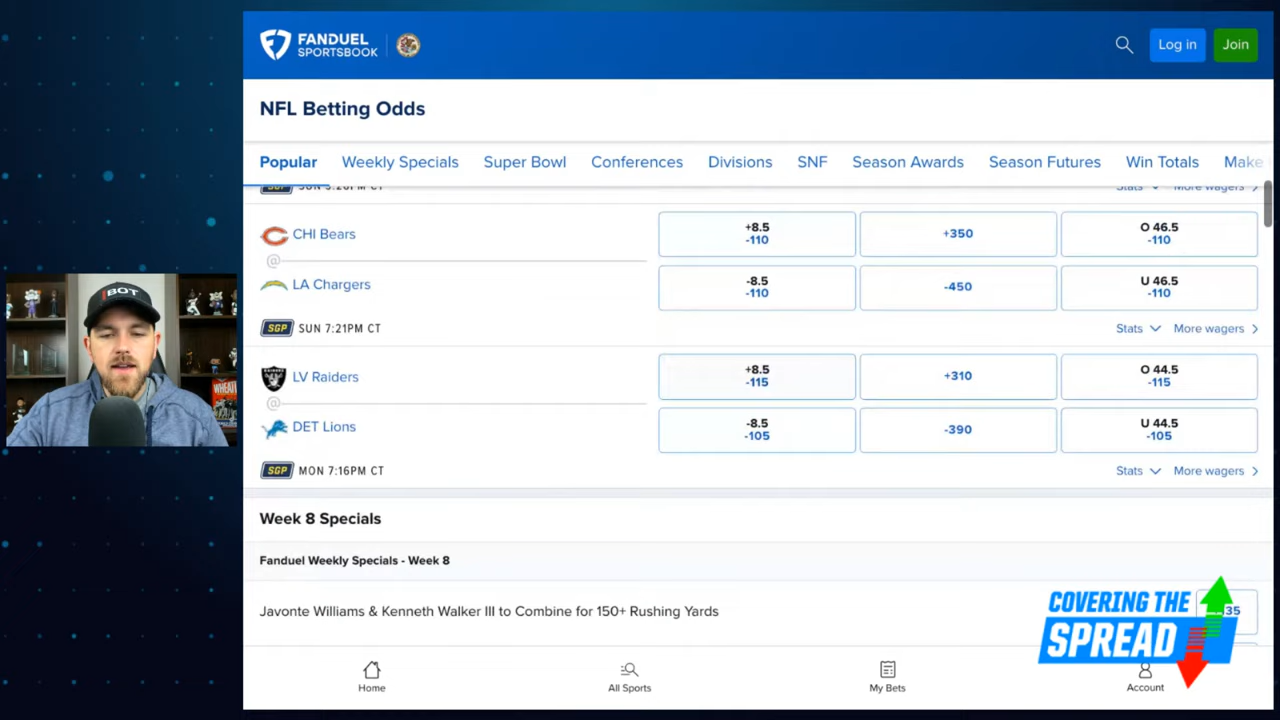 FANDUEL
SPORTSBOOK
Log in
Join
NFL Betting Odds
Popular
Weekly Specials
Super Bowl
Conferences
Divisions
SNF
Season Awards
Season Futures
Win Totals
Make
Stats
More wagers
CHI Bears
+8.5
-110
+350
O 46.5
-110
@
LA Chargers
-8.5
-110
-450
U 46.5
-110
SGP
SUN 7:21PM CT
Stats
More wagers
LV Raiders
+8.5
-115
+310
O 44.5
-115
@
DET Lions
-8.5
-105
-390
U 44.5
-105
SGP
MON 7:16PM CT
Stats
More wagers
Week 8 Specials
Fanduel Weekly Specials - Week 8
Javonte Williams & Kenneth Walker III to Combine for 150+ Rushing Yards
35
COVERING THE
SPREAD
Home
All Sports
My Bets
Account
BOT